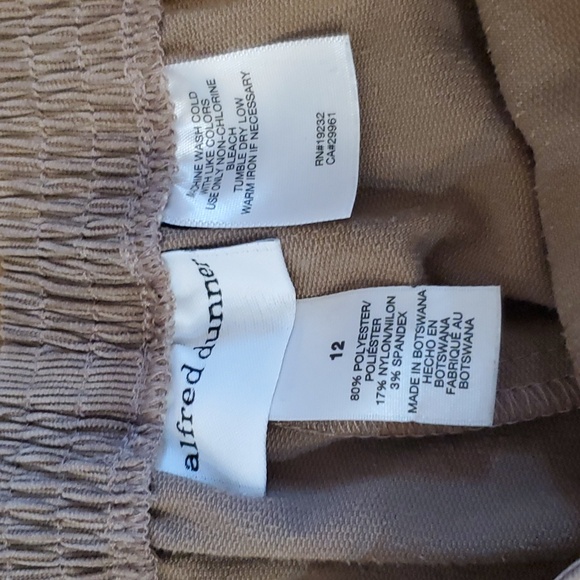 MACHINE WASH COLD
WITH LIKE COLORS
USE ONLY NON-CHLORINE
BLEACH
TUMBLE DRY LOW
WARM IRON IF NECESSARY
RN#19232
CA#29961
alfred dunner
12
80% POLYESTER/
POLIÉSTER
17% NYLON/NILON
3% SPANDEX
MADE IN BOTSWANA
HECHO EN
BOTSWANA
FABRIQUÉ AU
BOTSWANA